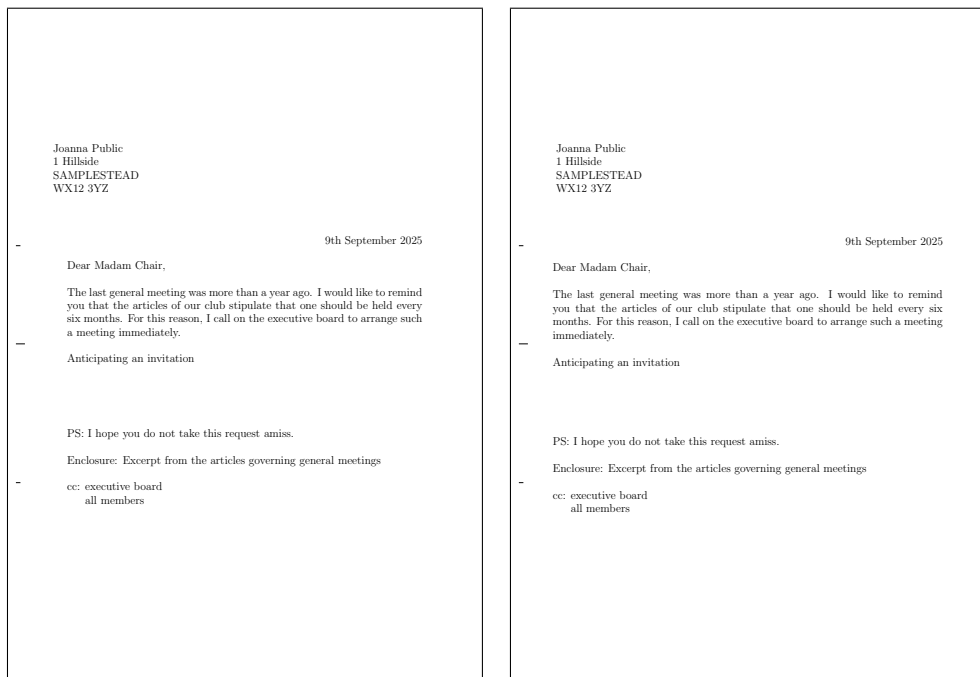 Joanna Public
1 Hillside
SAMPLESTEAD
WX12 3YZ
9th September 2025
Dear Madam Chair,
The last general meeting was more than a year ago. I would like to remind
you that the articles of our club stipulate that one should be held every
six months. For this reason, I call on the executive board to arrange such
a meeting immediately.
Anticipating an invitation
PS: I hope you do not take this request amiss.
Enclosure: Excerpt from the articles governing general meetings
cc: executive board
all members
Joanna Public
1 Hillside
SAMPLESTEAD
WX12 3YZ
9th September 2025
Dear Madam Chair,
The last general meeting was more than a year ago. I would like to remind
you that the articles of our club stipulate that one should be held every six
months. For this reason, I call on the executive board to arrange such a meeting
immediately.
Anticipating an invitation
PS: I hope you do not take this request amiss.
Enclosure: Excerpt from the articles governing general meetings
cc: executive board
all members